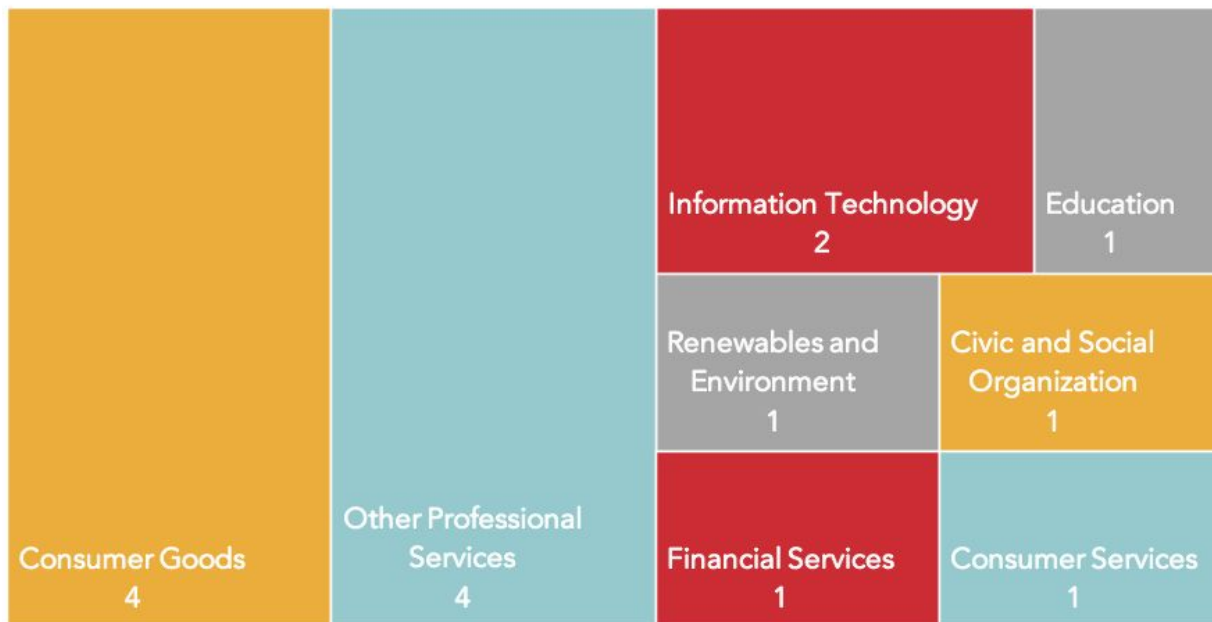 Consumer Goods
4
Other Professional
Services
4
Information Technology
2
Education
1
Renewables and
Environment
1
Civic and Social
Organization
1
Financial Services
1
Consumer Services
1